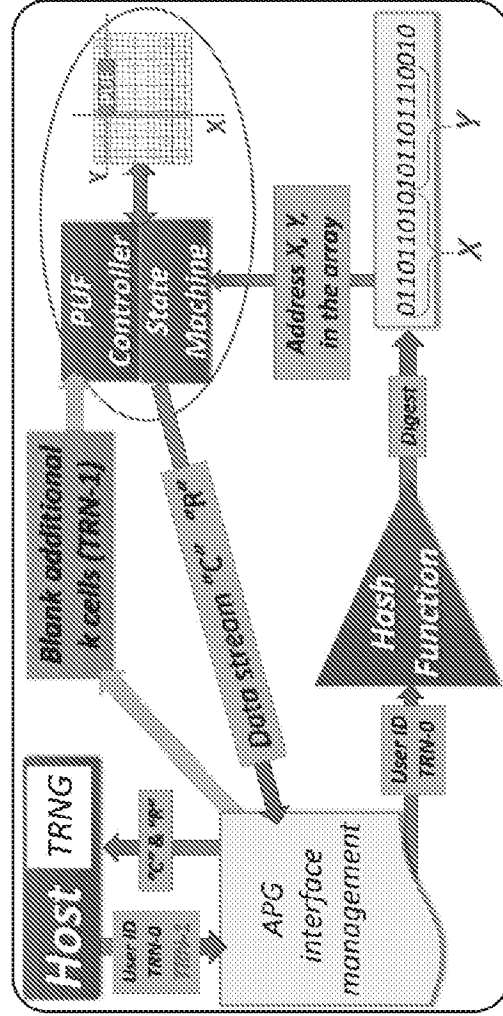 Host
TRNG
User ID
TRN-0
"C" & "R"
APG
interface
management
Blank additional
k cells (TRN-1)
Data stream "C" "R"
PUF
Controller
State
Machine
Y
X
Address X, Y,
in the array
User ID
TRN-0
Hash
Function
Digest
X
Y